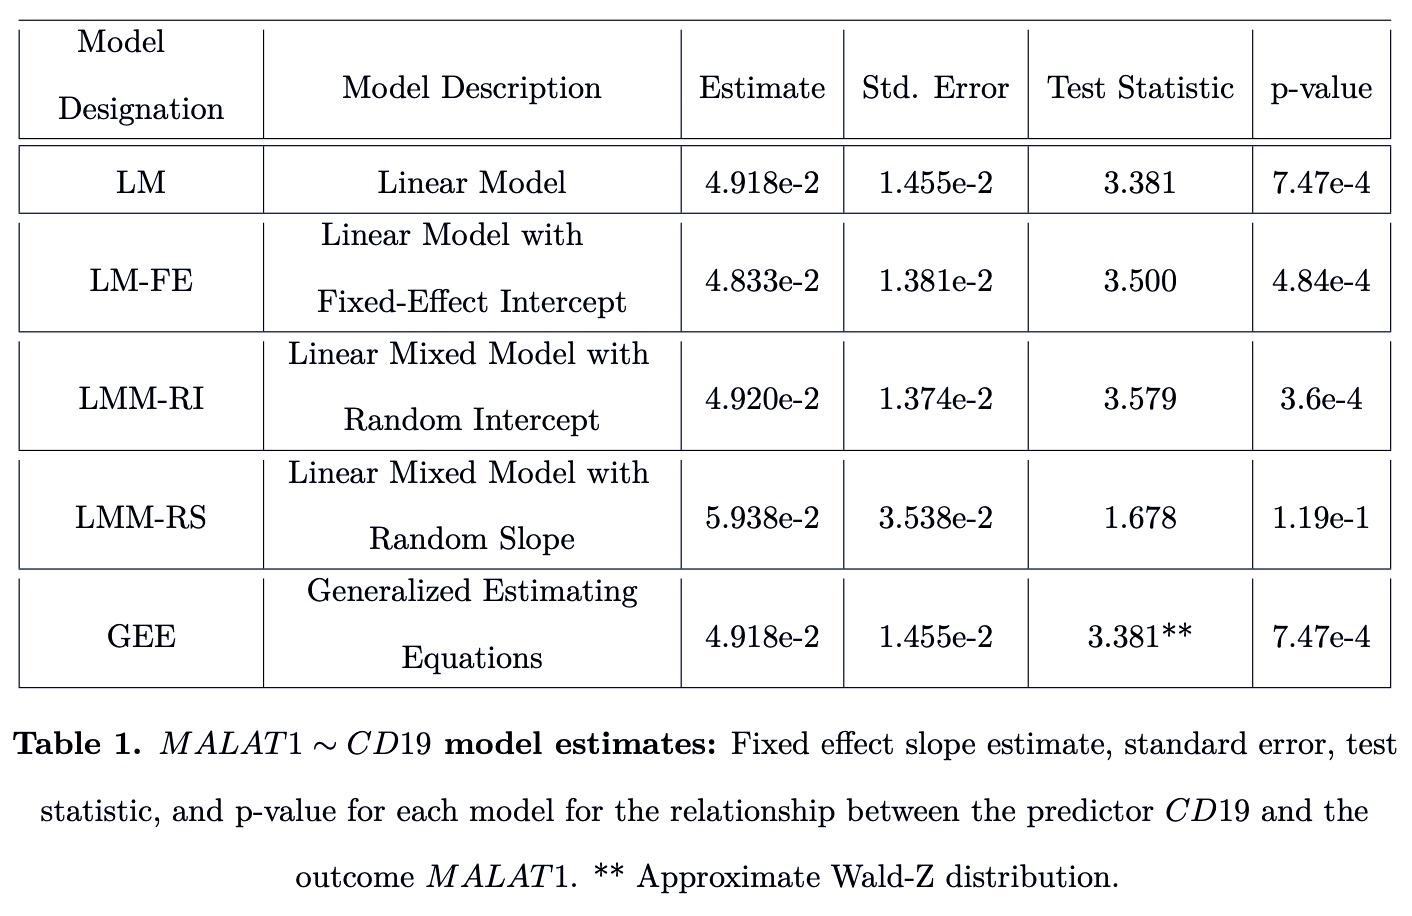 Model
Designation
Model Description
Estimate
Std. Error
Test Statistic
p-value
LM
Linear Model
4.918e-2
1.455e-2
3.381
7.47e-4
LM-FE
Linear Model with
Fixed-Effect Intercept
4.833e-2
1.381e-2
3.500
4.84e-4
LMM-RI
Linear Mixed Model with
Random Intercept
4.920e-2
1.374e-2
3.579
3.6e-4
LMM-RS
Linear Mixed Model with
Random Slope
5.938e-2
3.538e-2
1.678
1.19e-1
GEE
Generalized Estimating
Equations
4.918e-2
1.455e-2
3.381**
7.47e-4
Table 1. MALAT1 ∼ CD19 model estimates: Fixed effect slope estimate, standard error, test
statistic, and p-value for each model for the relationship between the predictor CD19 and the
outcome MALAT1. ** Approximate Wald-Z distribution.